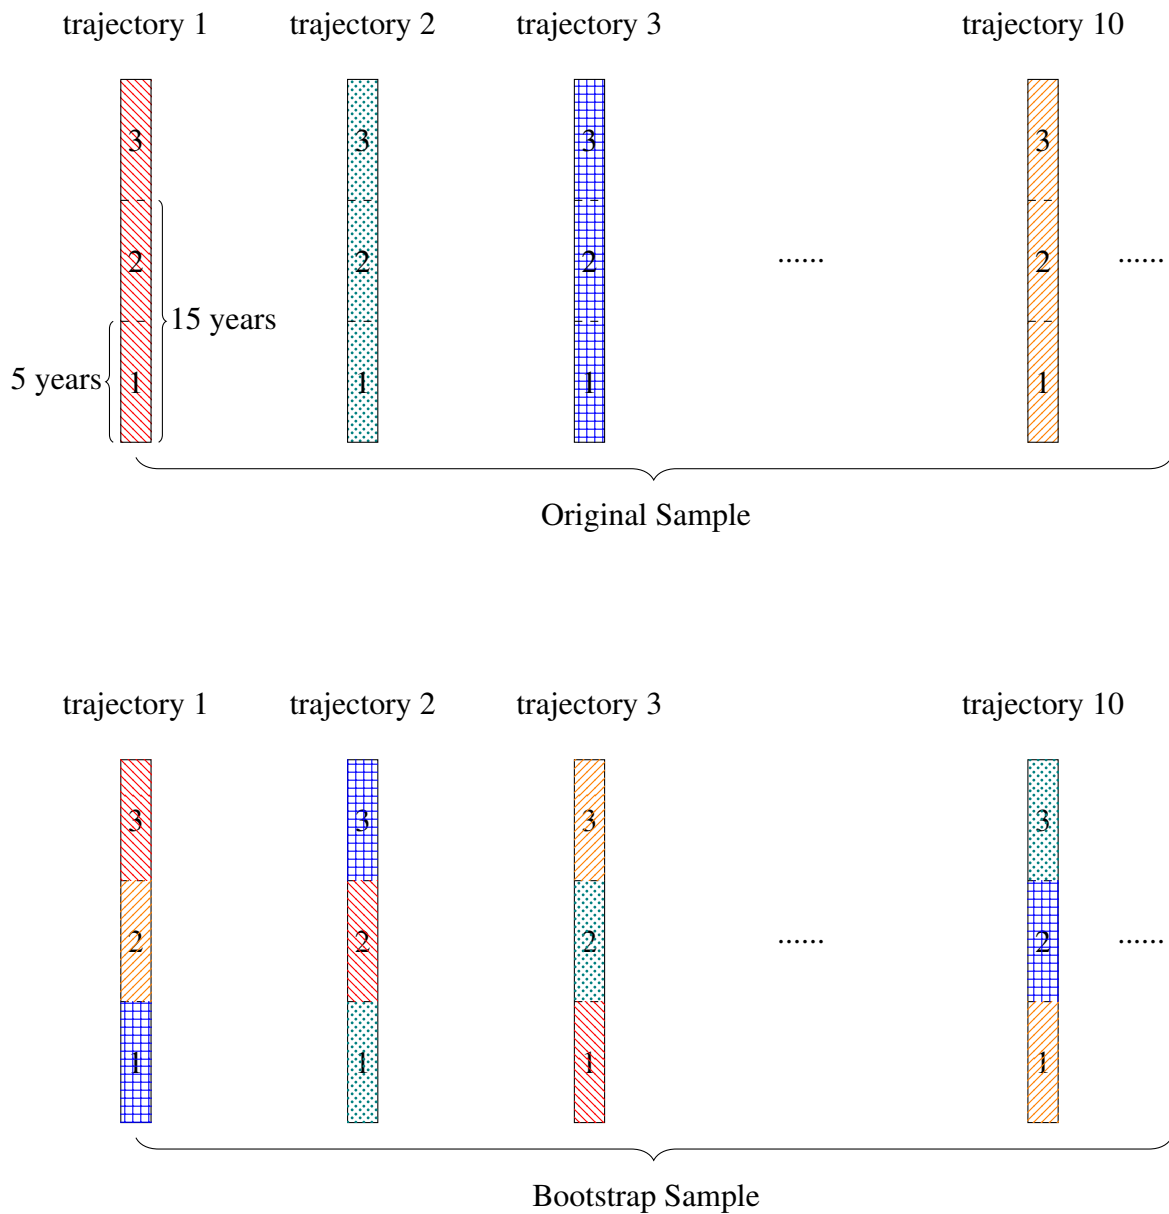 trajectory 1 trajectory 2 trajectory 3 trajectory 10
3 3 3 3
2 2 2 ...... 2 ......
15 years
5 years 1 1 1 1
Original Sample
trajectory 1 trajectory 2 trajectory 3 trajectory 10
3 3 3 3
2 2 2 ...... 2 ......
1 1 1 1
Bootstrap Sample